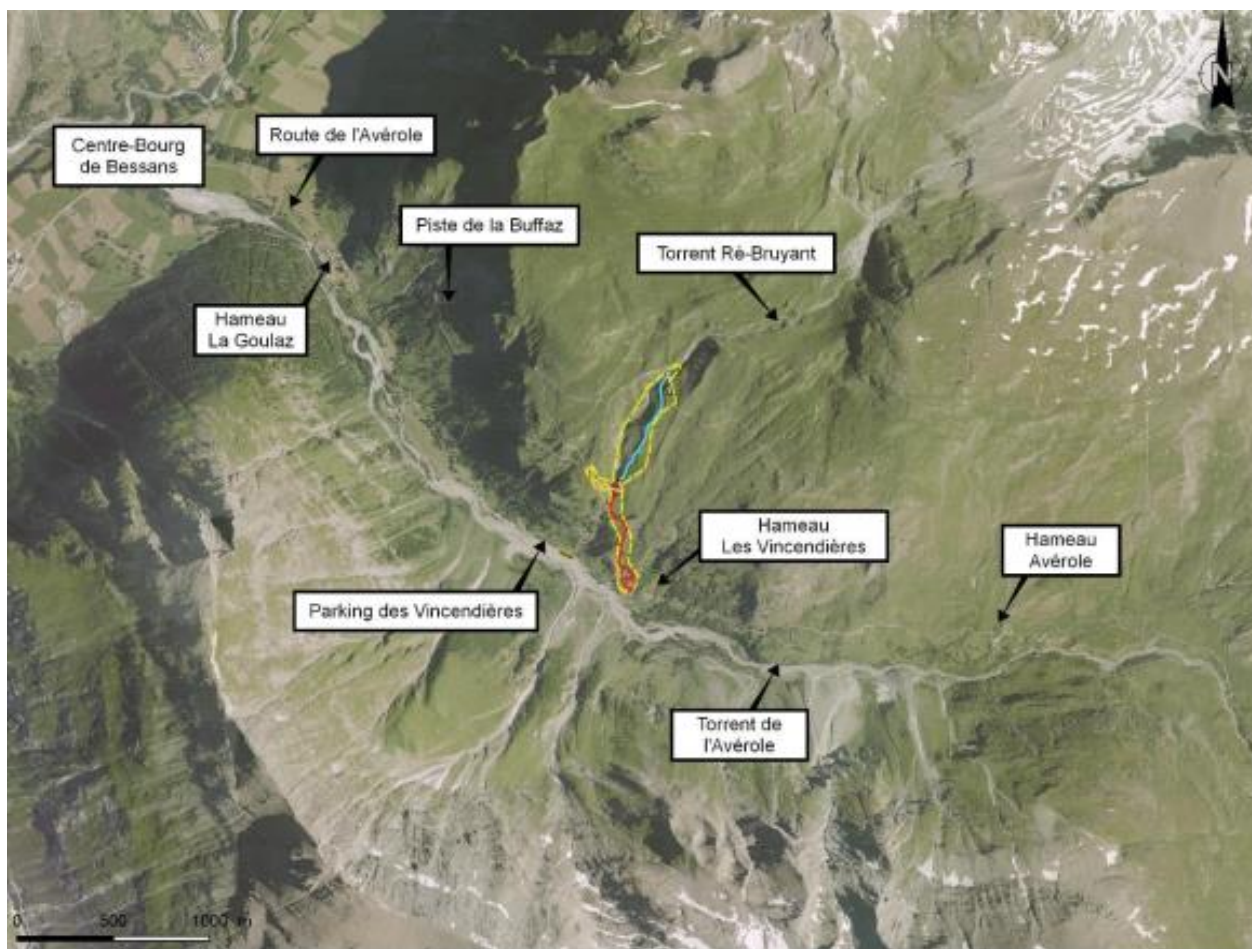 N
Route de l'Avérole
Centre-Bourg
de Bessans
Piste de la Buffaz
Torrent Rè-Bruyant
Hameau
La Goulaz
Hameau
Les Vincendières
Hameau
Avérole
Parking des Vincendières
Torrent de
l'Avérole
0 500 1000 m